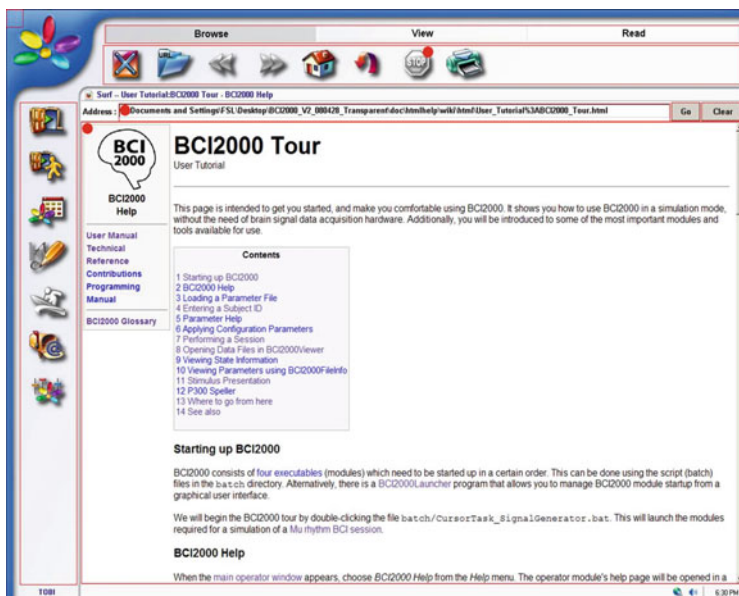 Browse View Read
URL
STOP
Surf - User Tutorial:BCI2000 Tour - BCI2000 Help
Address : Documents and Settings\FSL\Desktop\BCI2000_V2_080420_Transparent\doc\htmlhelp\wiki\html\User_Tutorial%3ABCI2000_Tour.html Go Clear
BCI
2000
BCI2000
Help
User Manual
Technical
Reference
Contributions
Programming
Manual
BCI2000 Glossary
BCI2000 Tour
User Tutorial
This page is intended to get you started, and make you comfortable using BCI2000. It shows you how to use BCI2000 in a simulation mode,
without the need of brain signal data acquisition hardware. Additionally, you will be introduced to some of the most important modules and
tools available for use.
Contents
1 Starting up BCI2000
2 BCI2000 Help
3 Loading a Parameter File
4 Entering a Subject ID
5 Parameter Help
6 Applying Configuration Parameters
7 Performing a Session
8 Opening Data Files in BCI2000Viewer
9 Viewing State Information
10 Viewing Parameters using BCI2000FileInfo
11 Stimulus Presentation
12 P300 Speller
13 Where to go from here
14 See also
Starting up BCI2000
BCI2000 consists of four executables (modules) which need to be started up in a certain order. This can be done using the script (batch)
files in the batch directory. Alternatively, there is a BCI2000Launcher program that allows you to manage BCI2000 module startup from a
graphical user interface.
We will begin the BCI2000 tour by double-clicking the file batch/CursorTask_SignalGenerator.bat. This will launch the modules
required for a simulation of a Mu rhythm BCI session.
BCI2000 Help
When the main operator window appears, choose BCI2000 Help from the Help menu. The operator module's help page will be opened in a
TOBI 6:30 PM